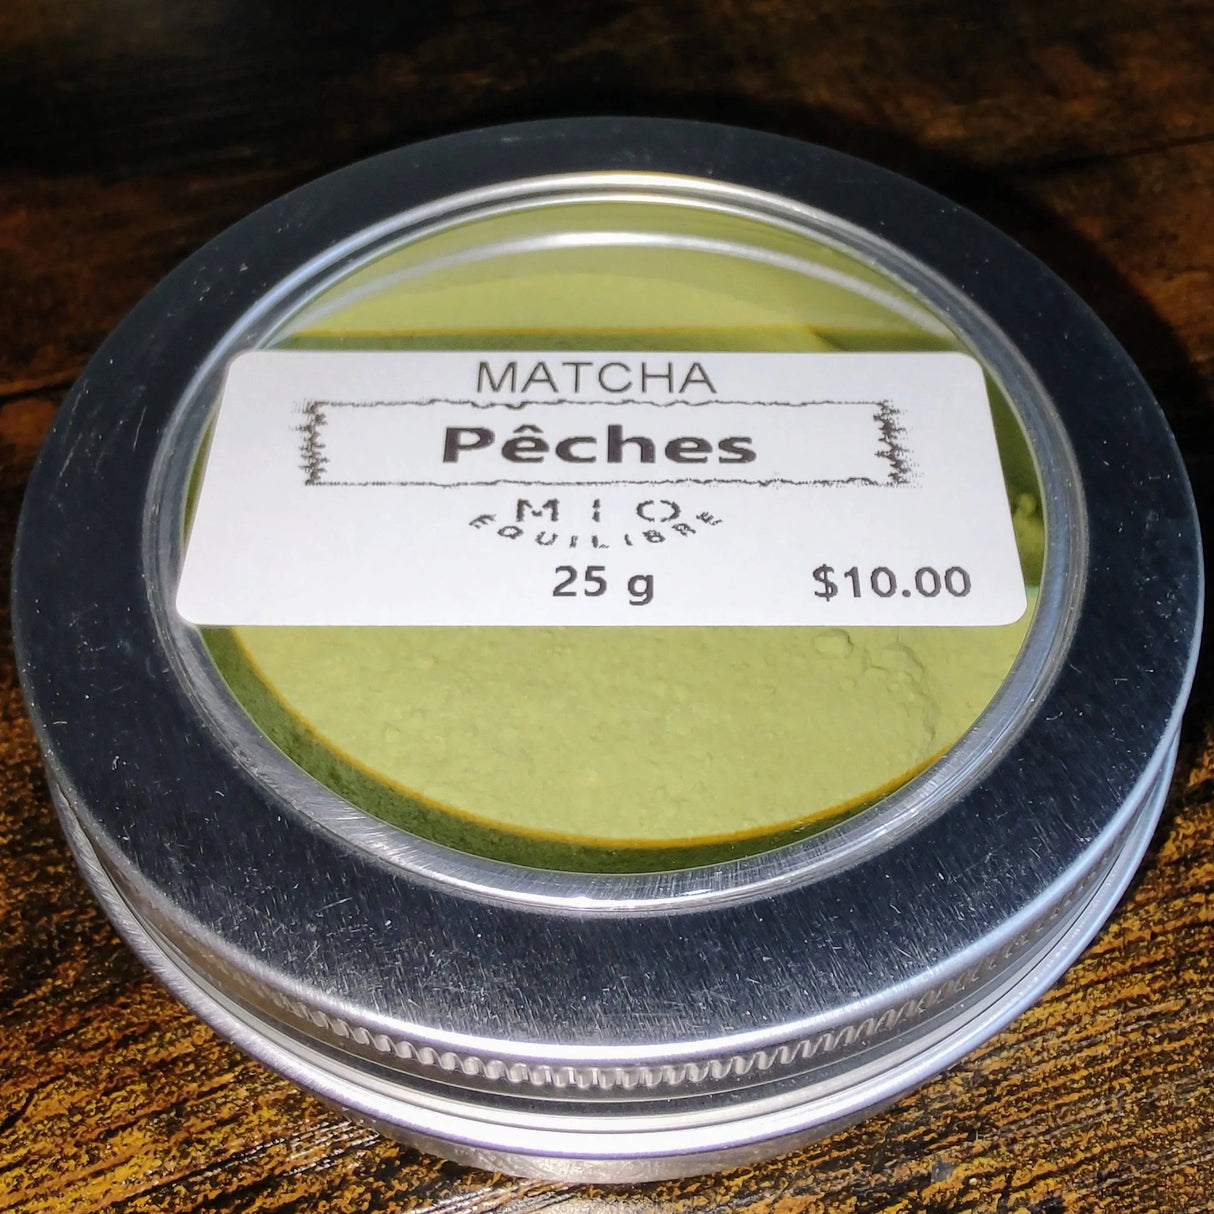 MATCHA
Pêches
MIO
EQUILIBRE
25 g
$10.00